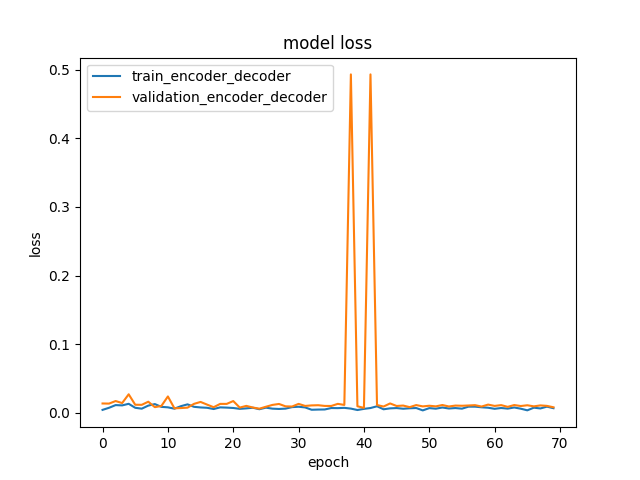 model loss
train_encoder_decoder
validation_encoder_decoder
0.5
0.4
0.3
0.2
0.1
0.0
loss
0 10 20 30 40 50 60 70
epoch